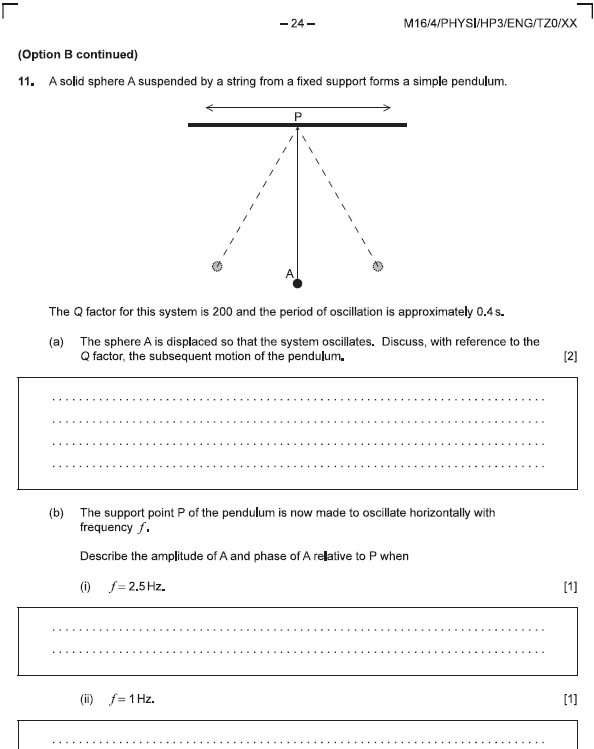 – 24 –
M16/4/PHYSI/HP3/ENG/TZ0/XX
(Option B continued)
11. A solid sphere A suspended by a string from a fixed support forms a simple pendulum.
P
A
The Q factor for this system is 200 and the period of oscillation is approximately 0.4 s.
(a) The sphere A is displaced so that the system oscillates. Discuss, with reference to the
Q factor, the subsequent motion of the pendulum. [2]
(b) The support point P of the pendulum is now made to oscillate horizontally with
frequency f.
Describe the amplitude of A and phase of A relative to P when
(i) f = 2.5 Hz. [1]
(ii) f = 1 Hz. [1]